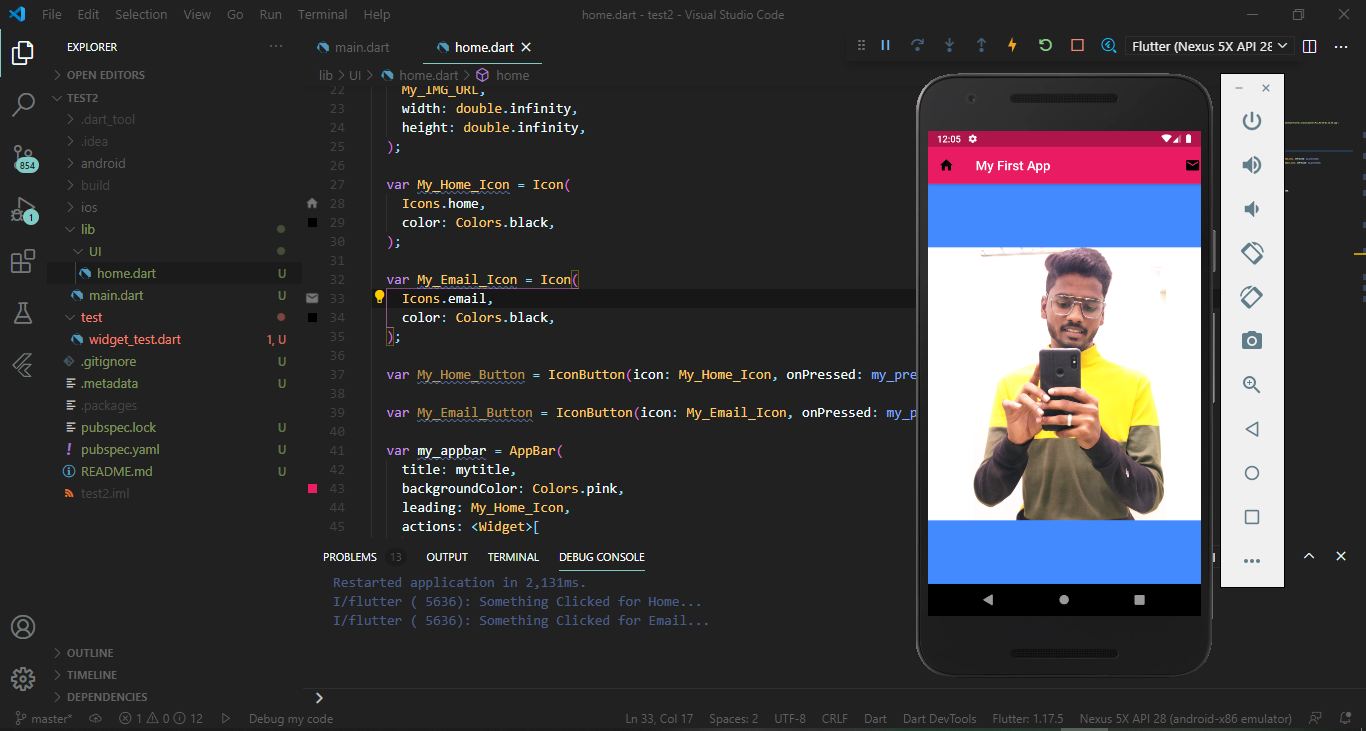 File Edit Selection View Go Run Terminal Help
home.dart - test2 - Visual Studio Code
EXPLORER
OPEN EDITORS
TEST2
.dart_tool
.idea
android
build
ios
lib
UI
home.dart U
main.dart U
test
widget_test.dart 1, U
.gitignore U
.metadata U
.packages
pubspec.lock U
pubspec.yaml U
README.md U
test2.iml
OUTLINE
TIMELINE
DEPENDENCIES
854
1
main.dart home.dart
Flutter (Nexus 5X API 28
lib > UI > home.dart > home
22 My_IMG_URL,
23 width: double.infinity,
24 height: double.infinity,
25 );
26
27 var My_Home_Icon = Icon(
28 Icons.home,
29 color: Colors.black,
30 );
31
32 var My_Email_Icon = Icon(
33 Icons.email,
34 color: Colors.black,
35 );
36
37 var My_Home_Button = IconButton(icon: My_Home_Icon, onPressed: my_pre
38
39 var My_Email_Button = IconButton(icon: My_Email_Icon, onPressed: my_p
40
41 var my_appbar = AppBar(
42 title: mytitle,
43 backgroundColor: Colors.pink,
44 leading: My_Home_Icon,
45 actions: <Widget>[
PROBLEMS 13 OUTPUT TERMINAL DEBUG CONSOLE
Restarted application in 2,131ms.
I/flutter ( 5636): Something Clicked for Home...
I/flutter ( 5636): Something Clicked for Email...
12:05
My First App
master* 1 0 12 Debug my code
Ln 33, Col 17 Spaces: 2 UTF-8 CRLF Dart Dart DevTools Flutter: 1.17.5 Nexus 5X API 28 (android-x86 emulator)